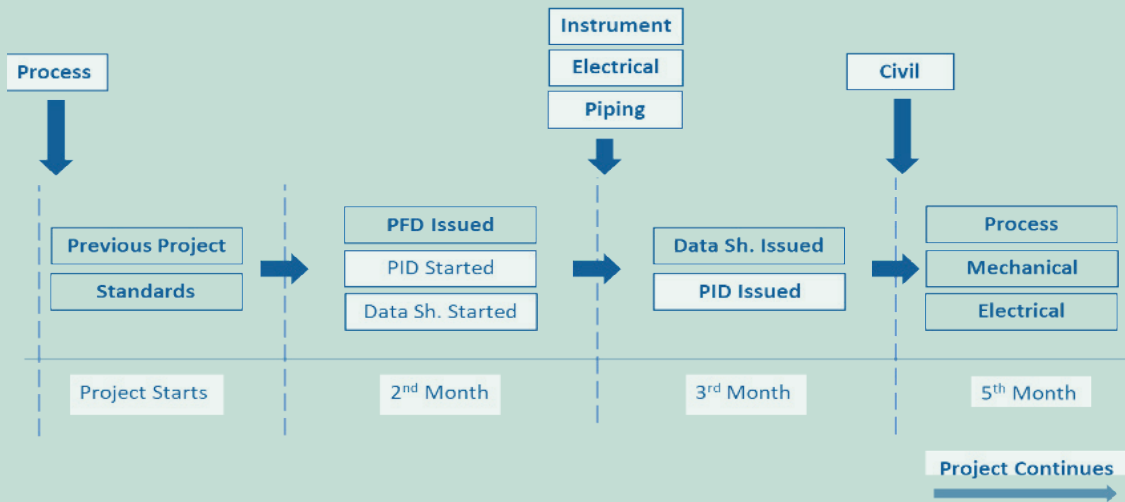 Process
Instrument
Electrical
Piping
Civil
Previous Project
Standards
PFD Issued
PID Started
Data Sh. Started
Data Sh. Issued
PID Issued
Process
Mechanical
Electrical
Project Starts
2nd Month
3rd Month
5th Month
Project Continues